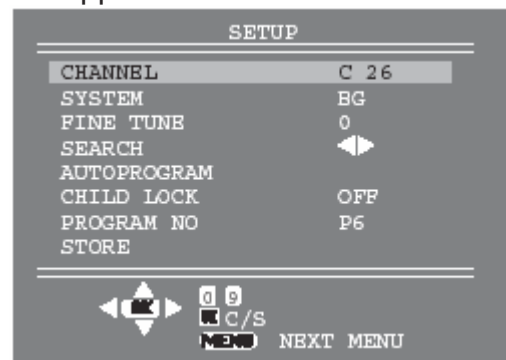 SETUP
CHANNEL C 26
SYSTEM BG
FINE TUNE 0
SEARCH
AUTOPROGRAM
CHILD LOCK OFF
PROGRAM NO P6
STORE
0 9
C/S
MENU NEXT MENU